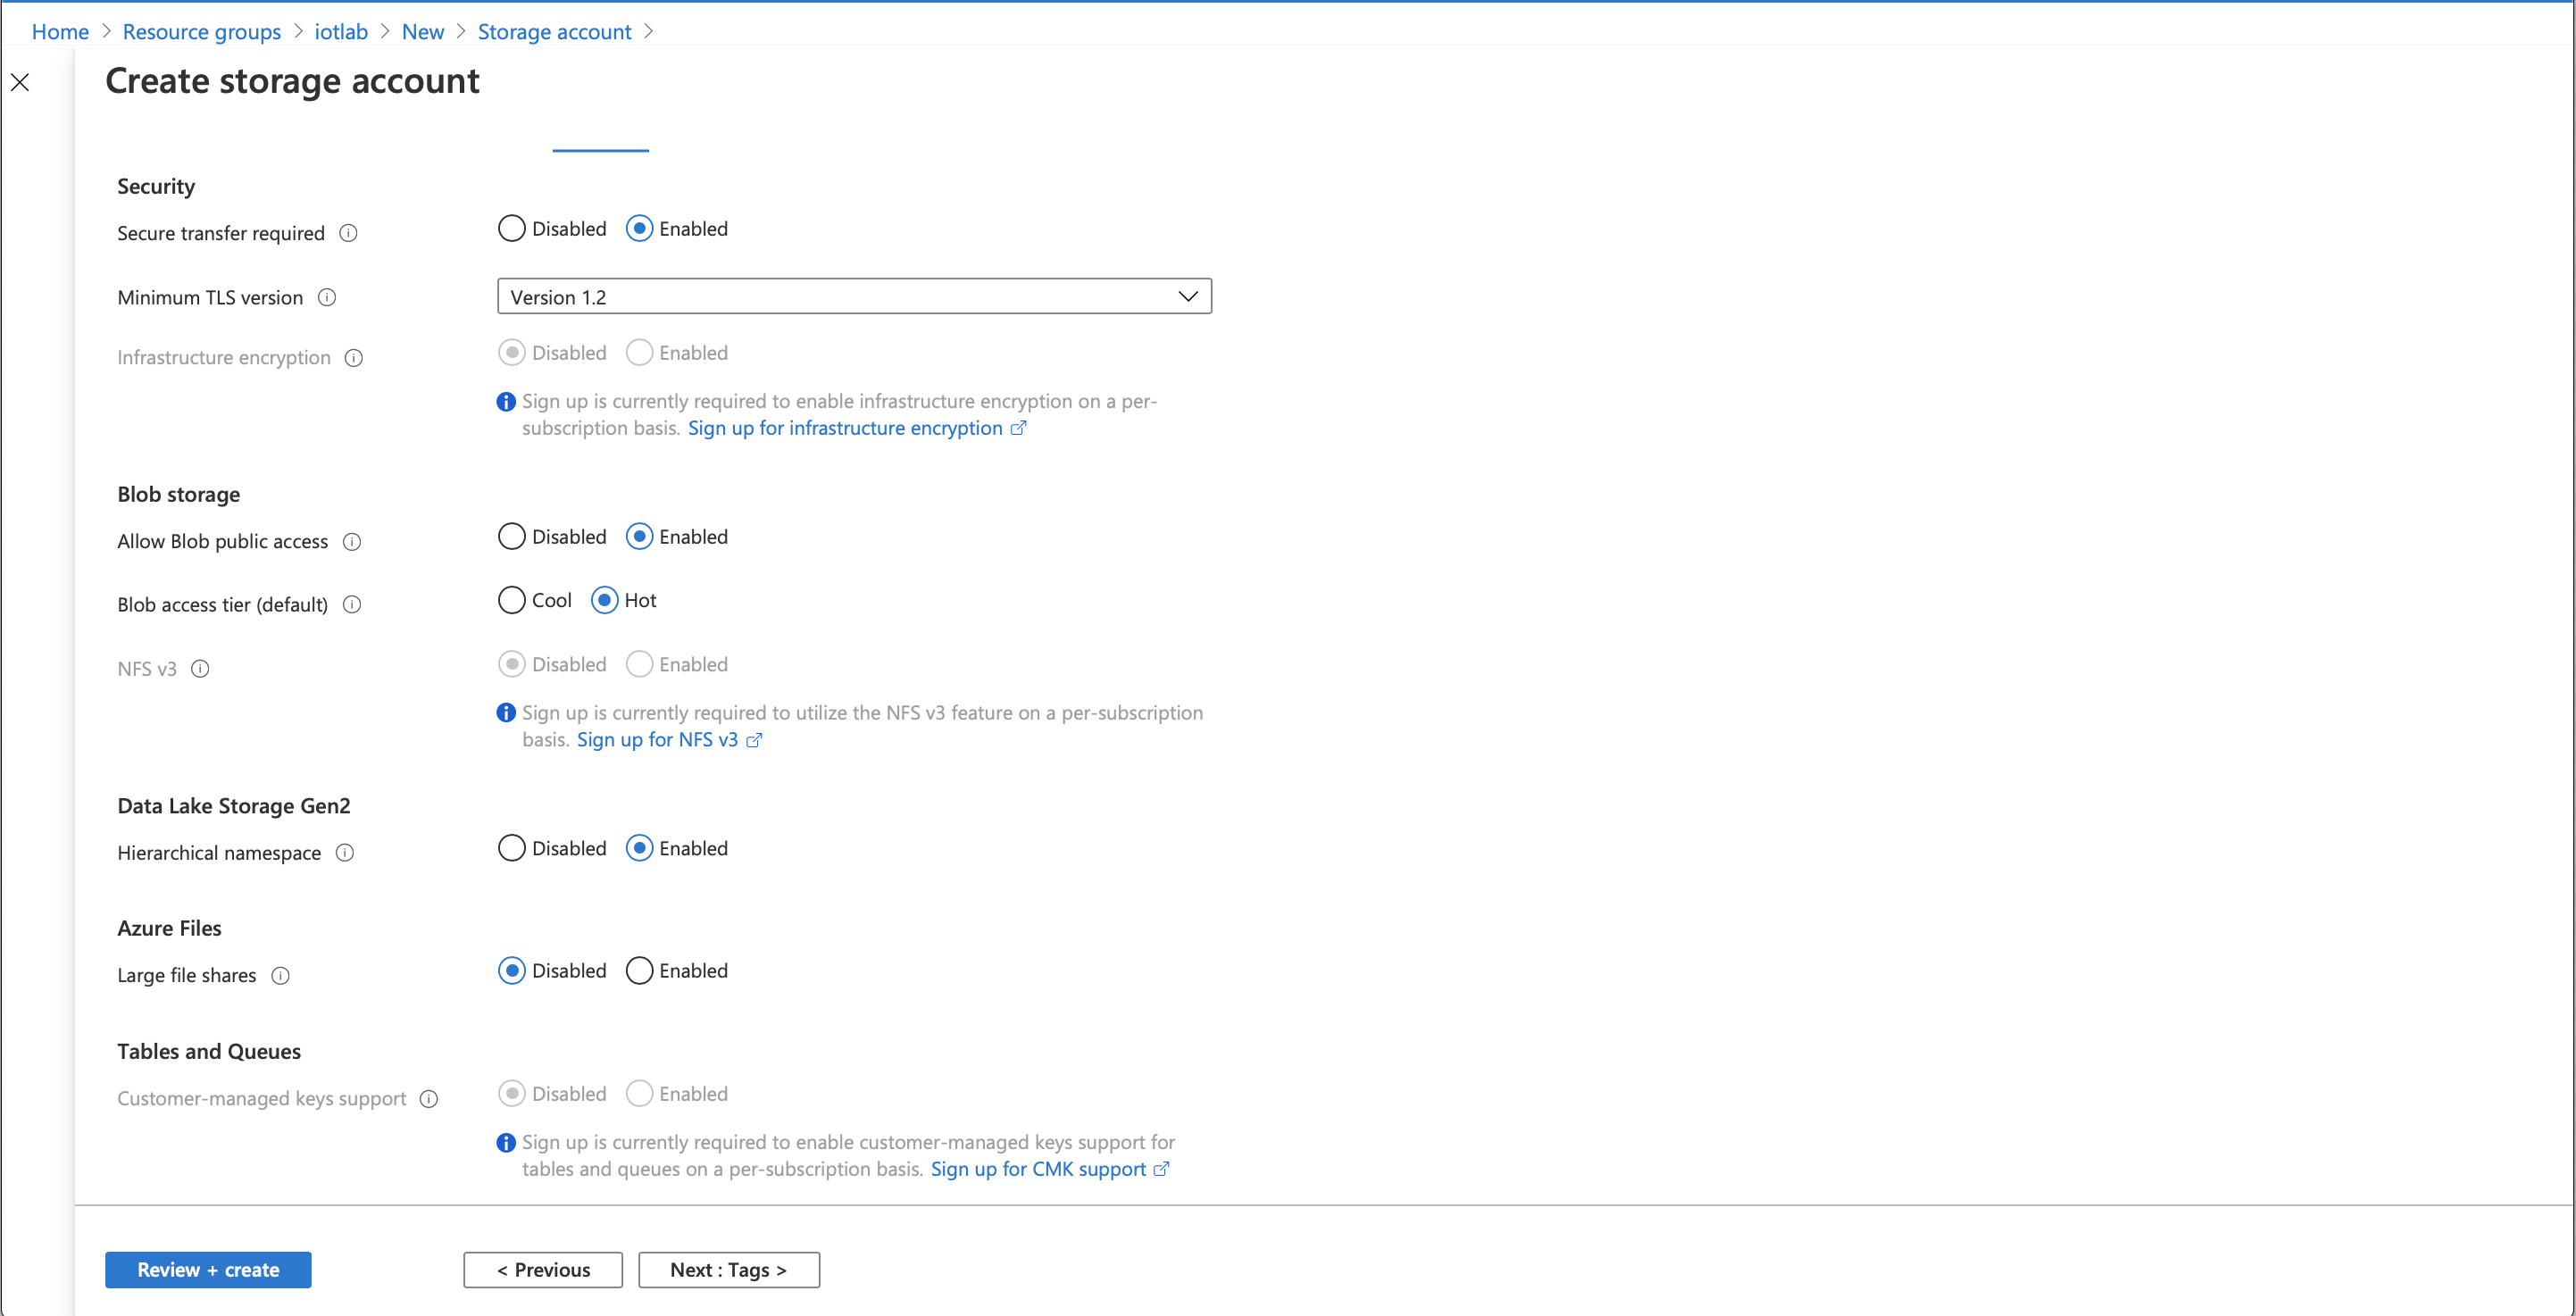 Home > Resource groups > iotlab > New > Storage account >
Create storage account
Security
Secure transfer required Disabled Enabled
Minimum TLS version Version 1.2
Infrastructure encryption Disabled Enabled
Sign up is currently required to enable infrastructure encryption on a per-
subscription basis. Sign up for infrastructure encryption
Blob storage
Allow Blob public access Disabled Enabled
Blob access tier (default) Cool Hot
NFS v3 Disabled Enabled
Sign up is currently required to utilize the NFS v3 feature on a per-subscription
basis. Sign up for NFS v3
Data Lake Storage Gen2
Hierarchical namespace Disabled Enabled
Azure Files
Large file shares Disabled Enabled
Tables and Queues
Customer-managed keys support Disabled Enabled
Sign up is currently required to enable customer-managed keys support for
tables and queues on a per-subscription basis. Sign up for CMK support
Review + create < Previous Next : Tags >